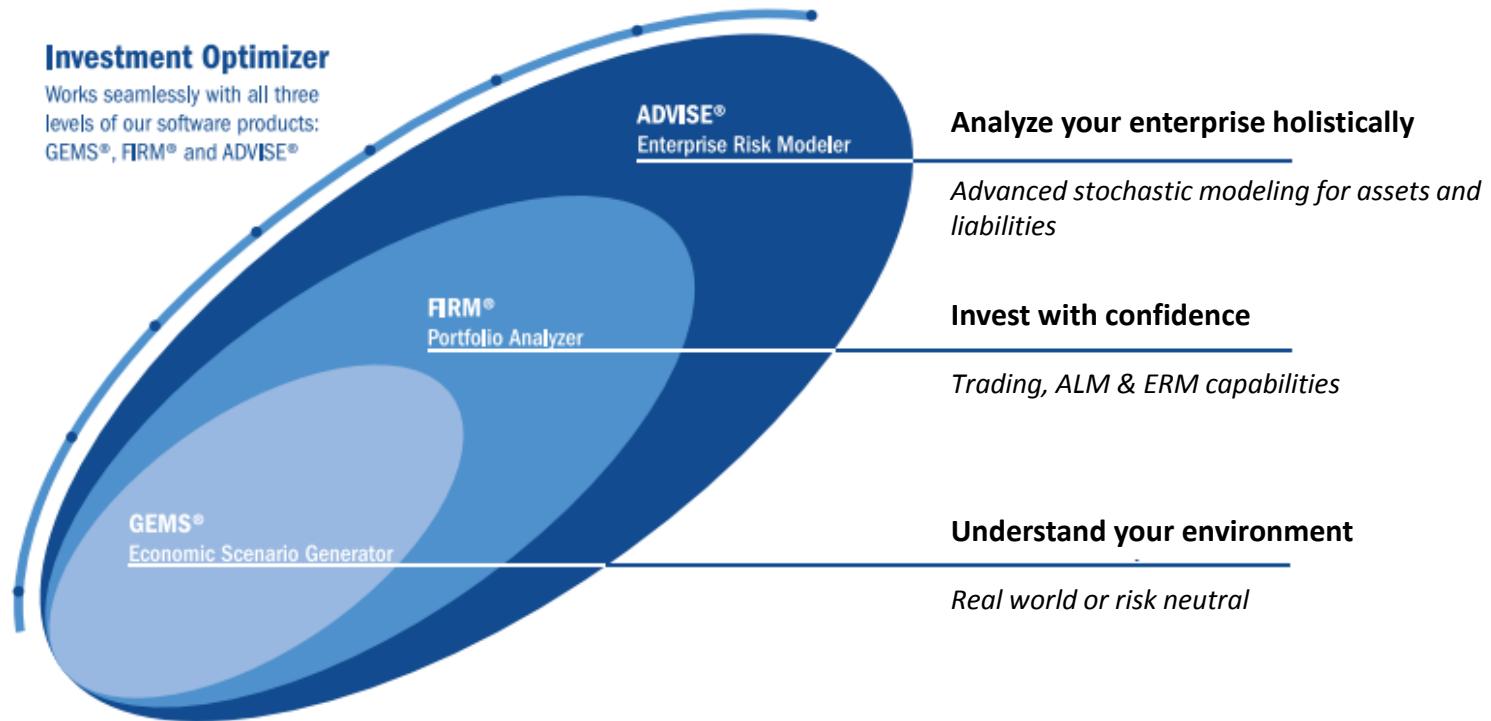 Investment Optimizer
Works seamlessly with all three
levels of our software products:
GEMS®, FIRM® and ADVISE®
ADVISE®
Enterprise Risk Modeler
Analyze your enterprise holistically
Advanced stochastic modeling for assets and
liabilities
FIRM®
Portfolio Analyzer
Invest with confidence
Trading, ALM & ERM capabilities
GEMS®
Economic Scenario Generator
Understand your environment
Real world or risk neutral